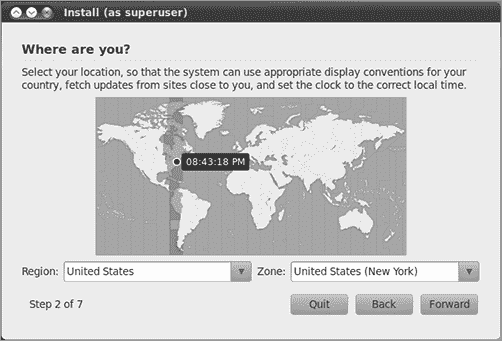 Install (as superuser)
Where are you?
Select your location, so that the system can use appropriate display conventions for your
country, fetch updates from sites close to you, and set the clock to the correct local time.
08:43:18 PM
Region: United States Zone: United States (New York)
Step 2 of 7 Quit Back Forward